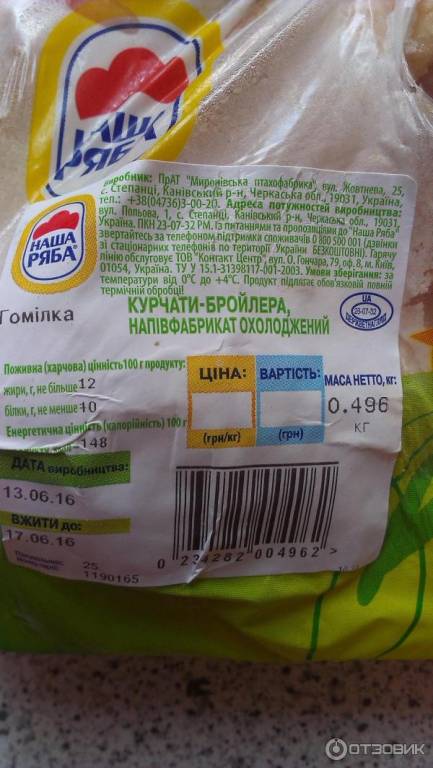 НАША
РЯБА
Виробник: ПрАТ "Миронівська птахофабрика", вул. Жовтнева, 25,
с. Степанці, Канівський р-н, Черкаська обл., 19031, Україна,
тел.: +38(04736)3-00-20. Адреса потужностей виробництва:
вул. Польова, 1, с. Степанці, Канівський р-н, Черкаська обл., 19031
Україна. ПКН 23-07-32 РМ. Із питаннями та пропозиціями до "Наша Ряба"
звертайтесь за телефоном підтримки споживачів 0 800 500 001 (дзвінки
зі стаціонарних телефонів по території України БЕЗКОШТОВНІ). Гарячу
лінію обслуговує ТОВ "Контакт Центр", вул. О. Гончара, 79, оф. 8, м. Київ,
01054, Україна. ТУ У 15.1-31398117-001-2003. Умови зберігання: за
температури від 0°С до +4°С. Продукт підлягає обов'язковій повній
термічній обробці!
НАША
РЯБА®
Гомілка
КУРЧАТИ-БРОЙЛЕРА,
НАПІВФАБРИКАТ ОХОЛОДЖЕНИЙ
UA
23-07-32
Поживна (харчова) цінність 100 г продукту:
жири, г, не більше 12
білки, г, не менше 10
Енергетична цінність (калорійність) 100 г
148
ЦІНА:
(грн/кг)
ВАРТІСТЬ:
(грн)
МАСА НЕТТО, кг:
0.496
КГ
ДАТА виробництва:
13.06.16
ВЖИТИ до:
17.06.16
25
1190165
0 234282 004962 >
ОТЗОВИК